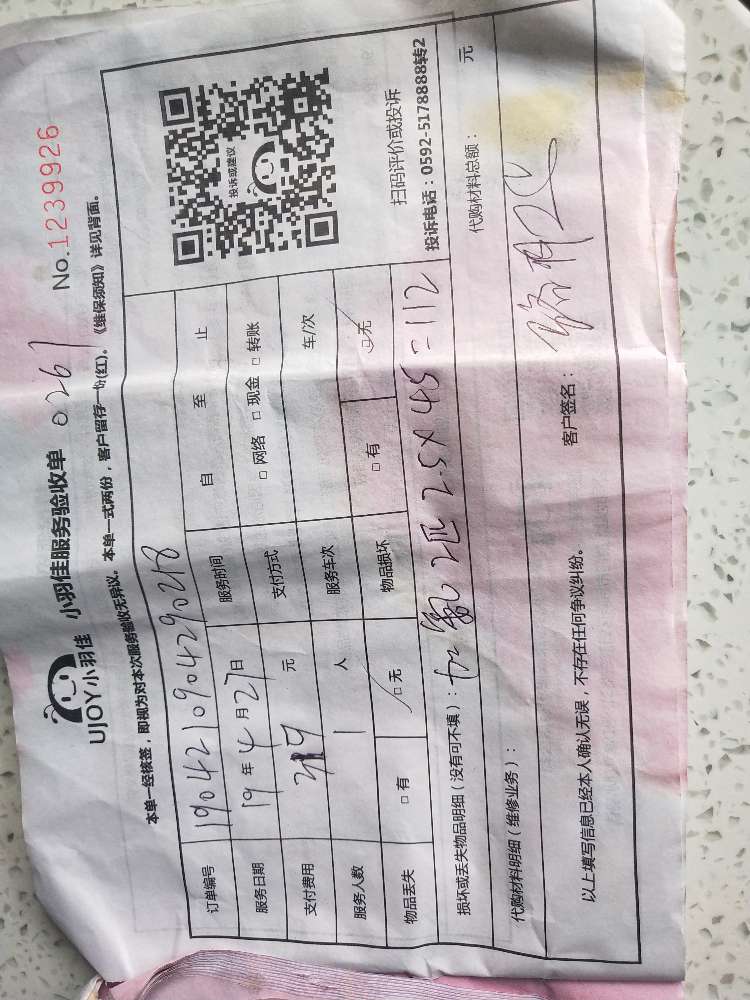 UJOY小羽佳 小羽佳服务验收单 0261 No.1239926
本单一经核签，即视为对本次服务验收无异议。本单一式两份，客户留存一份(红)。《维保须知》详见背面。
订单编号 1904210904290218
服务日期 19年4月27日 服务时间 自 至 止
支付费用 元 支付方式 □网络 □现金 □转账
服务人数 1 人 服务车次 车/次
物品丢失 □有 □无 物品损坏 □有 □无
投诉或建议
扫码评价或投诉
投诉电话：0592-5178888转2
损坏或丢失物品明细（没有可不填）： 加氟 2匹 2.5×45=112
代购材料明细（维修业务）： 代购材料总额： 元
以上填写信息已经本人确认无误，不存在任何争议纠纷。 客户签名：